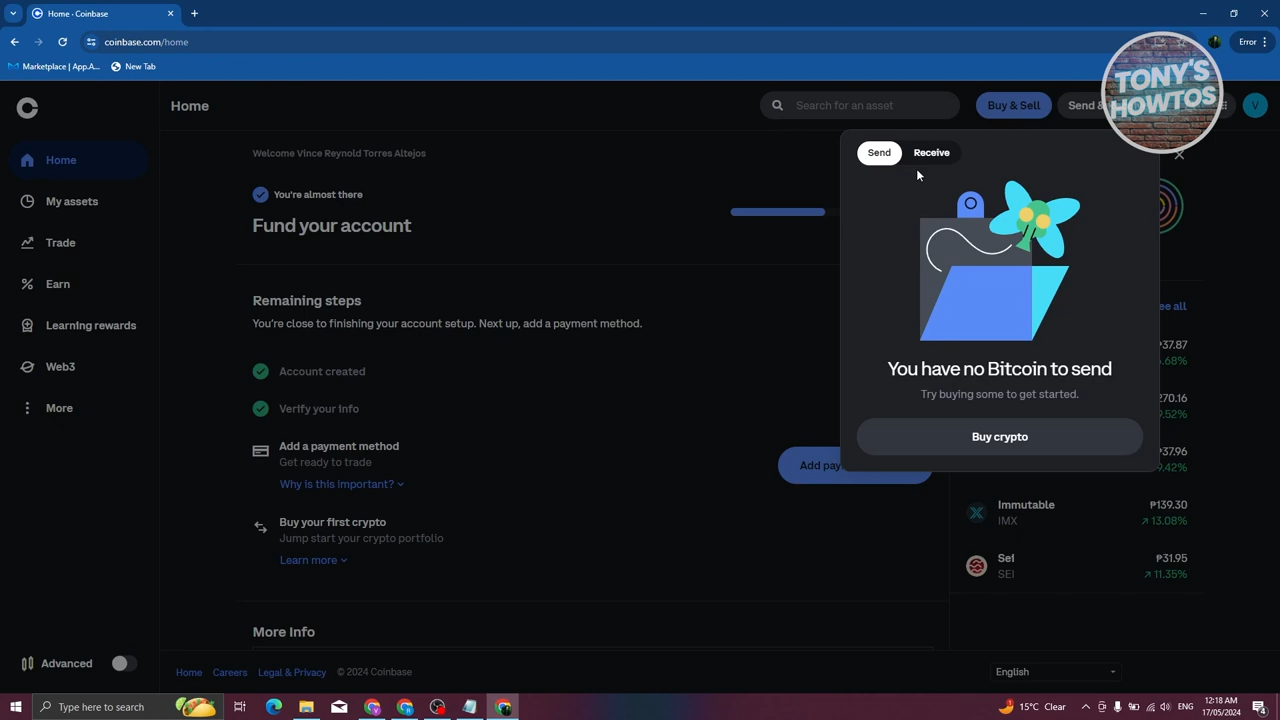 Home - Coinbase
coinbase.com/home
Error
Marketplace | App.A...
New Tab
TONY'S
HOWTOS
Home
Search for an asset
Buy & Sell
Send &
V
Home
My assets
Trade
Earn
Learning rewards
Web3
More
Advanced
Welcome Vince Reynold Torres Altejos
You're almost there
Fund your account
Remaining steps
You're close to finishing your account setup. Next up, add a payment method.
Account created
Verify your info
Add a payment method
Get ready to trade
Why is this important?
Add pay
Buy your first crypto
Jump start your crypto portfolio
Learn more
More Info
Send
Receive
You have no Bitcoin to send
Try buying some to get started.
Buy crypto
ee all
₱37.87
6.68%
270.16
9.52%
₱37.96
9.42%
Immutable
IMX
₱139.30
↗ 13.08%
Sei
SEI
₱31.95
↗ 11.35%
Home
Careers
Legal & Privacy
© 2024 Coinbase
English
Type here to search
15°C Clear
12:18 AM
17/05/2024
4